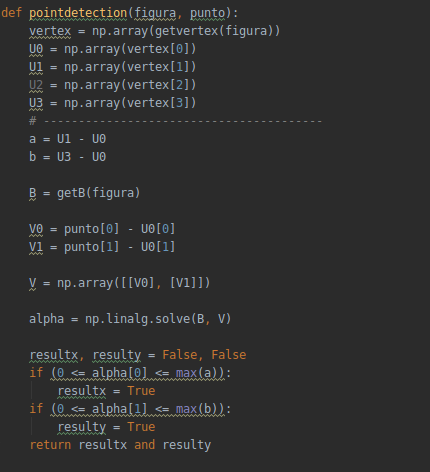 def pointdetection(figura, punto):
    vertex = np.array(getvertex(figura))
    U0 = np.array(vertex[0])
    U1 = np.array(vertex[1])
    U2 = np.array(vertex[2])
    U3 = np.array(vertex[3])
    # ----------------------------------------
    a = U1 - U0
    b = U3 - U0
    B = getB(figura)
    V0 = punto[0] - U0[0]
    V1 = punto[1] - U0[1]
    V = np.array([[V0], [V1]])
    alpha = np.linalg.solve(B, V)
    resultx, resulty = False, False
    if (0 <= alpha[0] <= max(a)):
        resultx = True
    if (0 <= alpha[1] <= max(b)):
        resulty = True
    return resultx and resulty